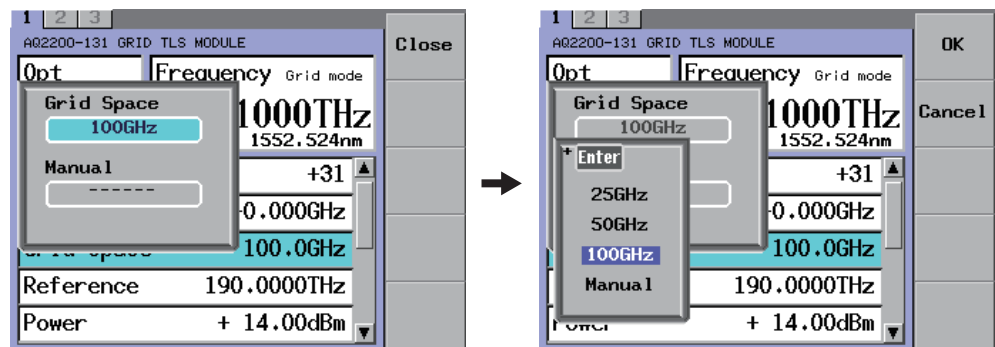 1 2 3
AQ2200-131 GRID TLS MODULE
Close
Opt Frequency Grid mode
Grid Space
100GHz
1000THz
1552.524nm
Manual
------
+31
-0.000GHz
Grid Space 100.0GHz
Reference 190.0000THz
Power + 14.00dBm
1 2 3
AQ2200-131 GRID TLS MODULE
OK
Opt Frequency Grid mode
Grid Space
100GHz
1000THz
Cancel
1552.524nm
+ Enter
+31
25GHz
-0.000GHz
50GHz
100GHz
100.0GHz
Manual
190.0000THz
Power + 14.00dBm